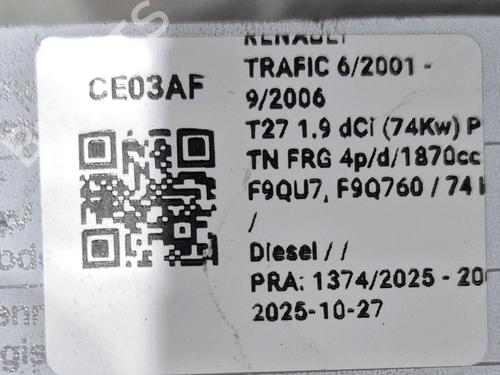 CE03AF
RENAULT
TRAFIC 6/2001 -
9/2006
T27 1.9 dCi (74Kw) P
TN FRG 4p/d/1870cc
F9QU7, F9Q760 / 74
/
Diesel / /
PRA: 1374/2025 - 20
2025-10-27